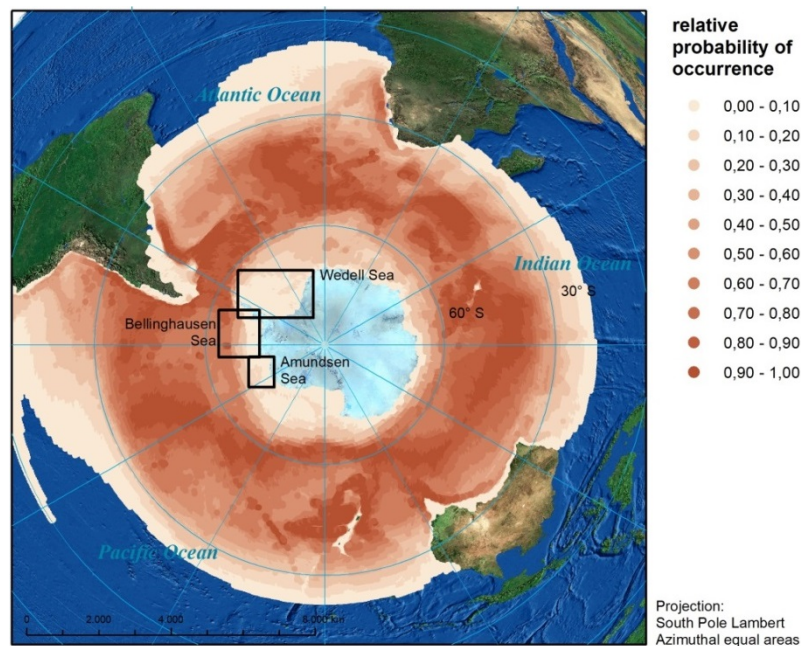 relative
probability of
occurrence
0,00 - 0,10
0,10 - 0,20
0,20 - 0,30
0,30 - 0,40
0,40 - 0,50
0,50 - 0,60
0,60 - 0,70
0,70 - 0,80
0,80 - 0,90
0,90 - 1,00
Atlantic Ocean
Indian Ocean
Wedell Sea
30° S
60° S
Bellinghausen
Sea
Amundsen
Sea
Pacific Ocean
0 2 000 4 000 8 000 km
Projection:
South Pole Lambert
Azimuthal equal areas